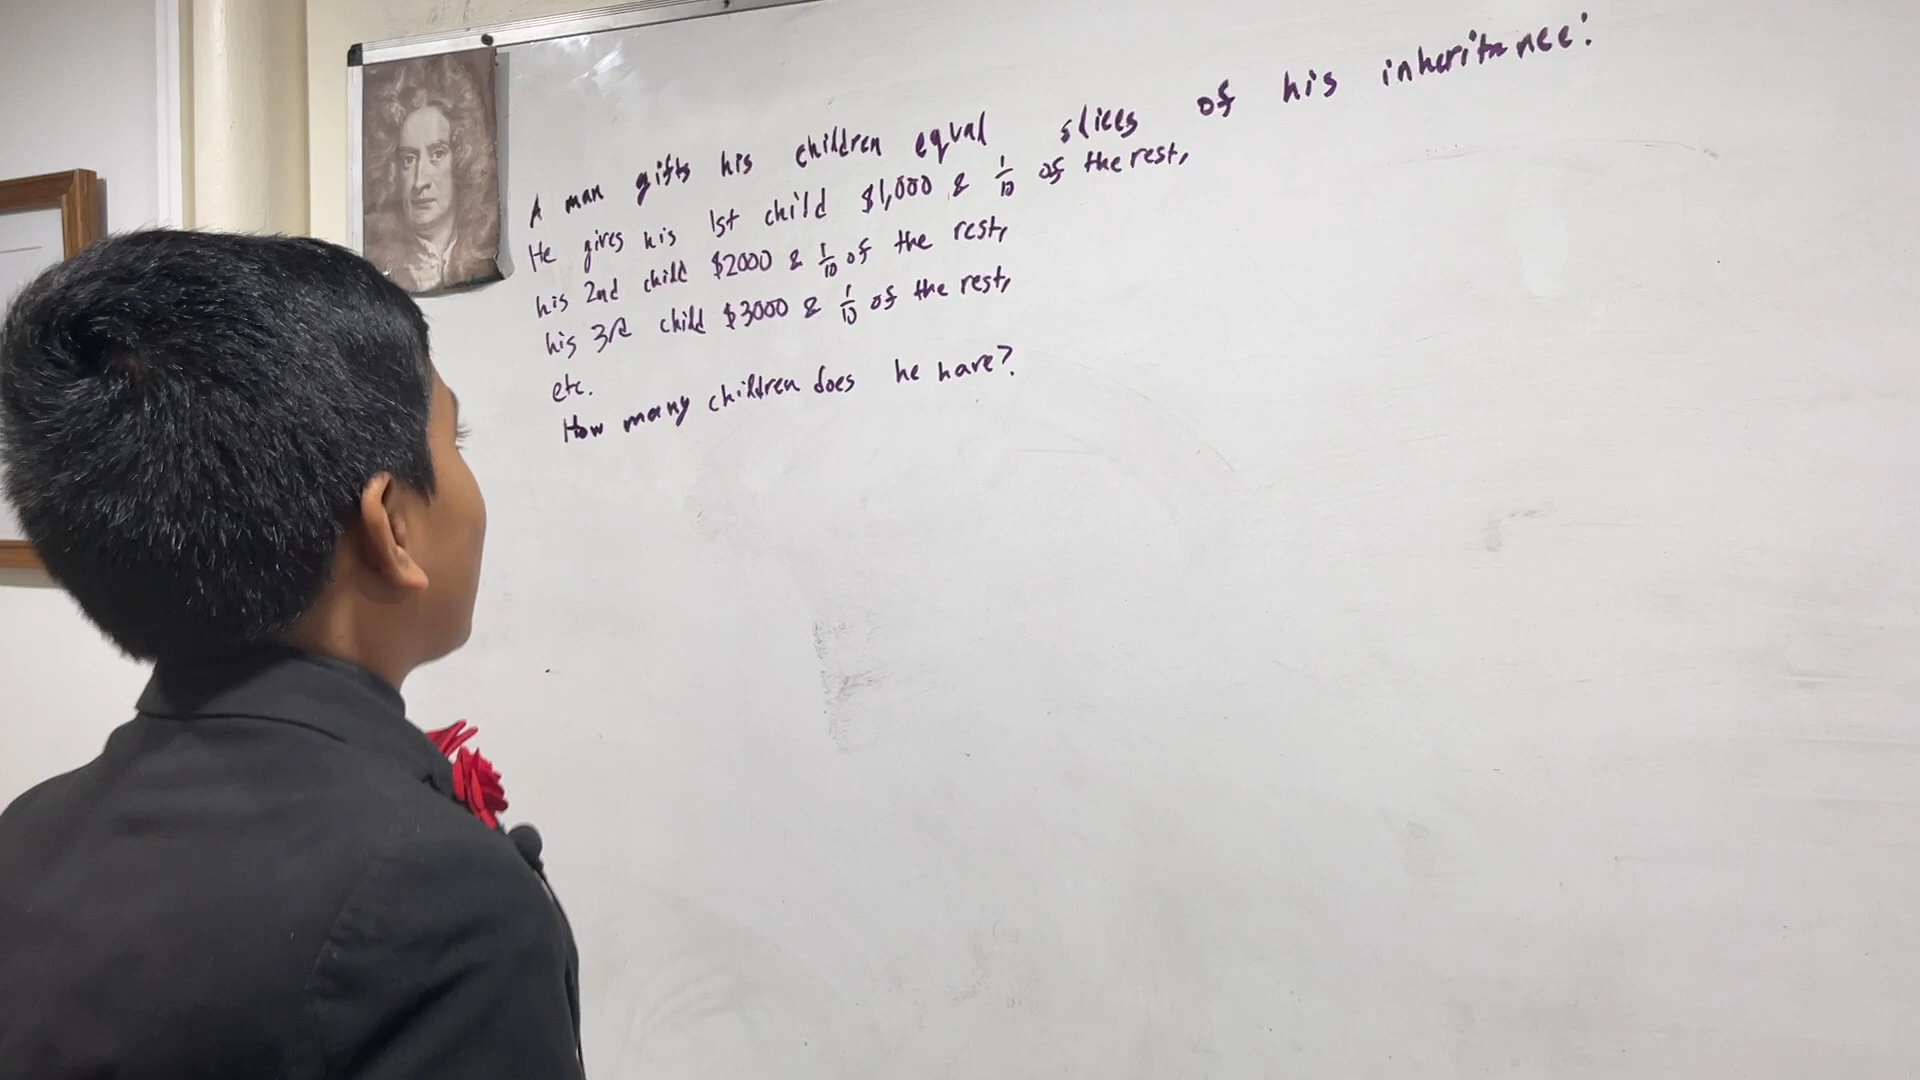 A man gifts his children equal slices of his inheritance:
He gives his 1st child $1,000 & 1/10 of the rest,
his 2nd child $2000 & 1/10 of the rest,
his 3rd child $3000 & 1/10 of the rest,
etc.
How many children does he have?